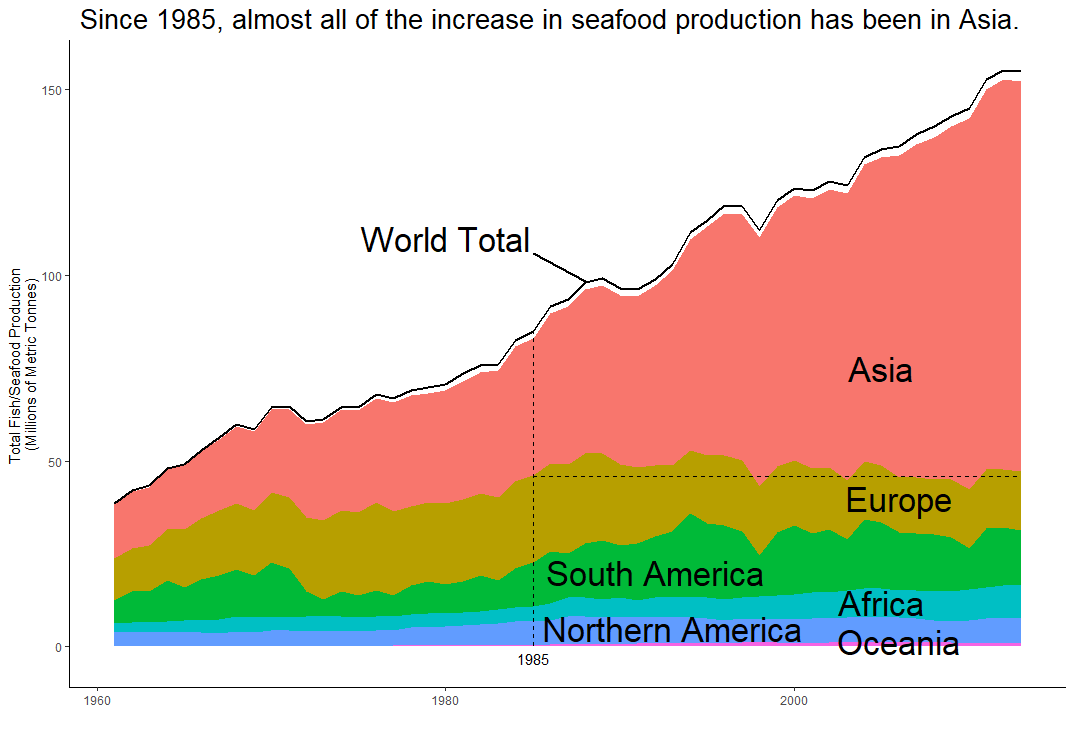 Since 1985, almost all of the increase in seafood production has been in Asia.
Total Fish/Seafood Production
(Millions of Metric Tonnes)
150
100
50
0
World Total
Asia
Europe
South America
Africa
Northern America
Oceania
1985
1960
1980
2000